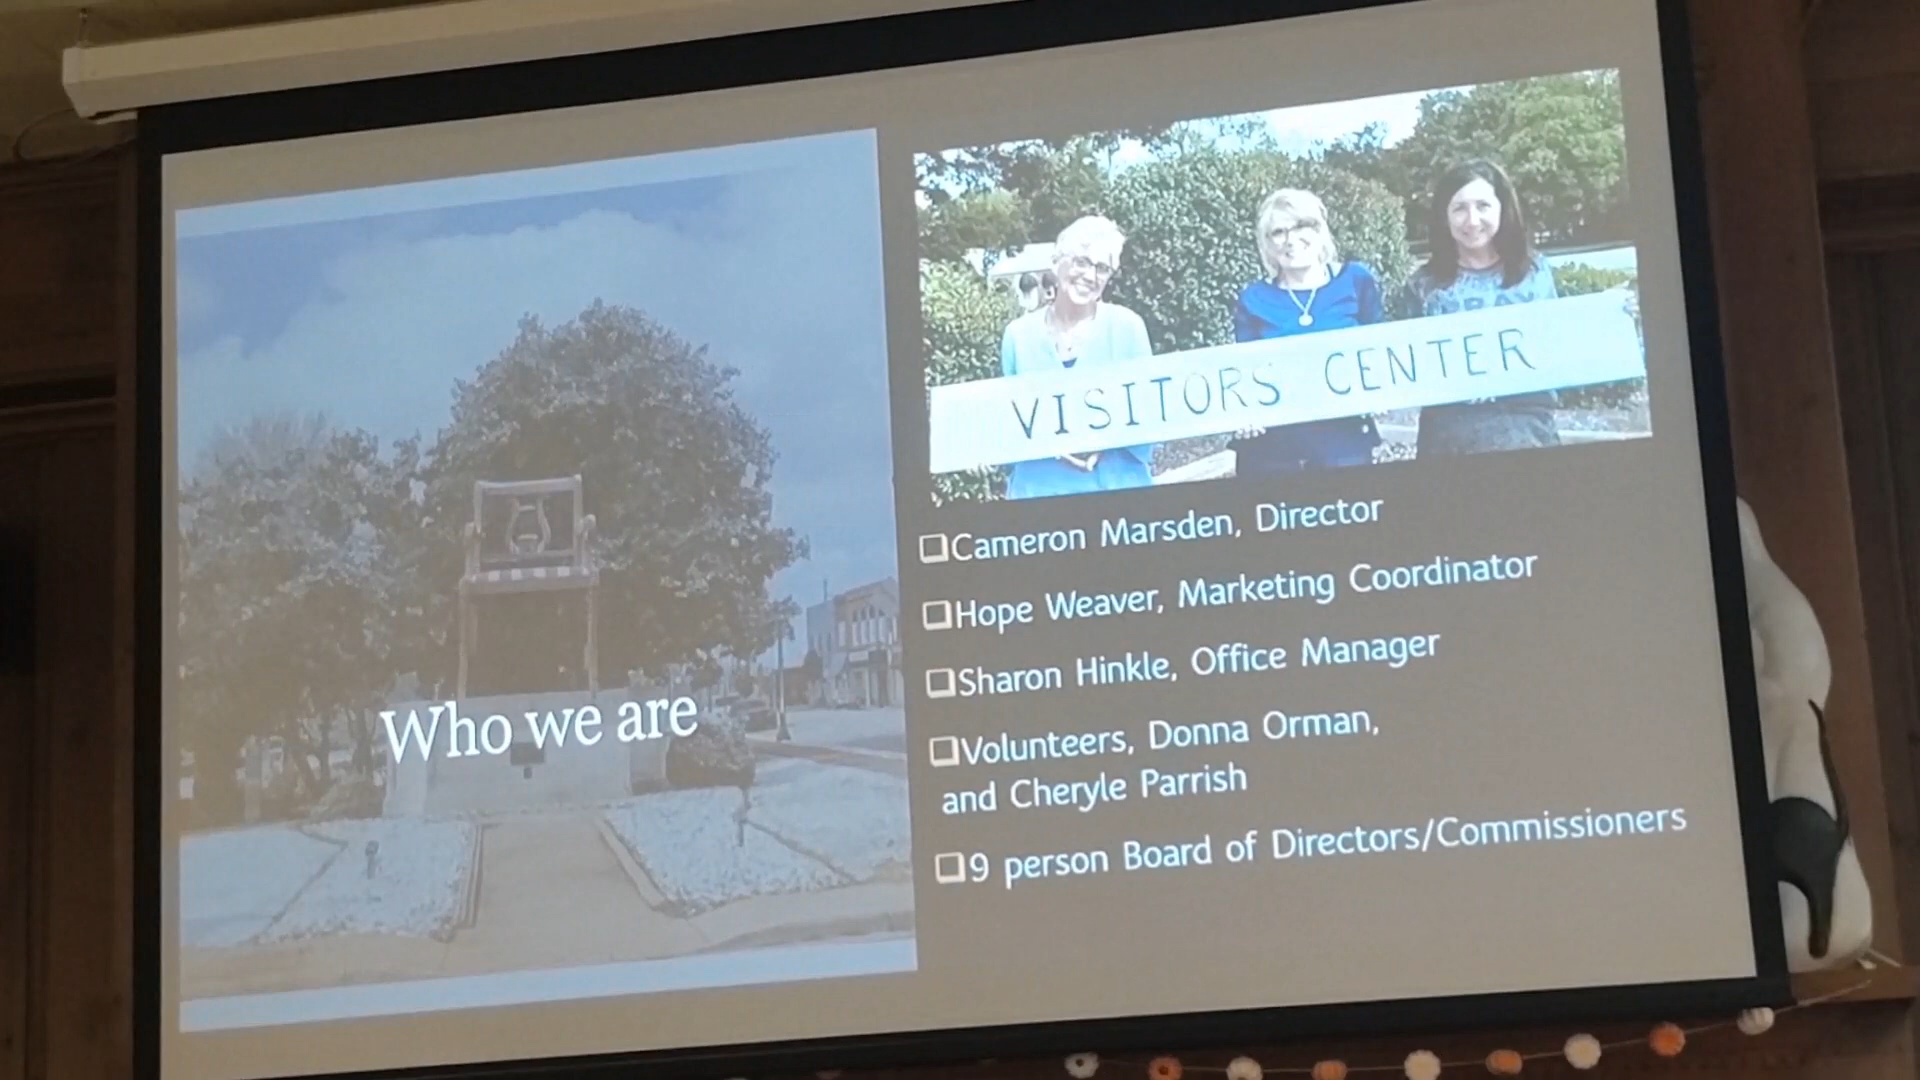 Who we are
VISITORS CENTER
Cameron Marsden, Director
Hope Weaver, Marketing Coordinator
Sharon Hinkle, Office Manager
Volunteers, Donna Orman,
and Cheryle Parrish
9 person Board of Directors/Commissioners